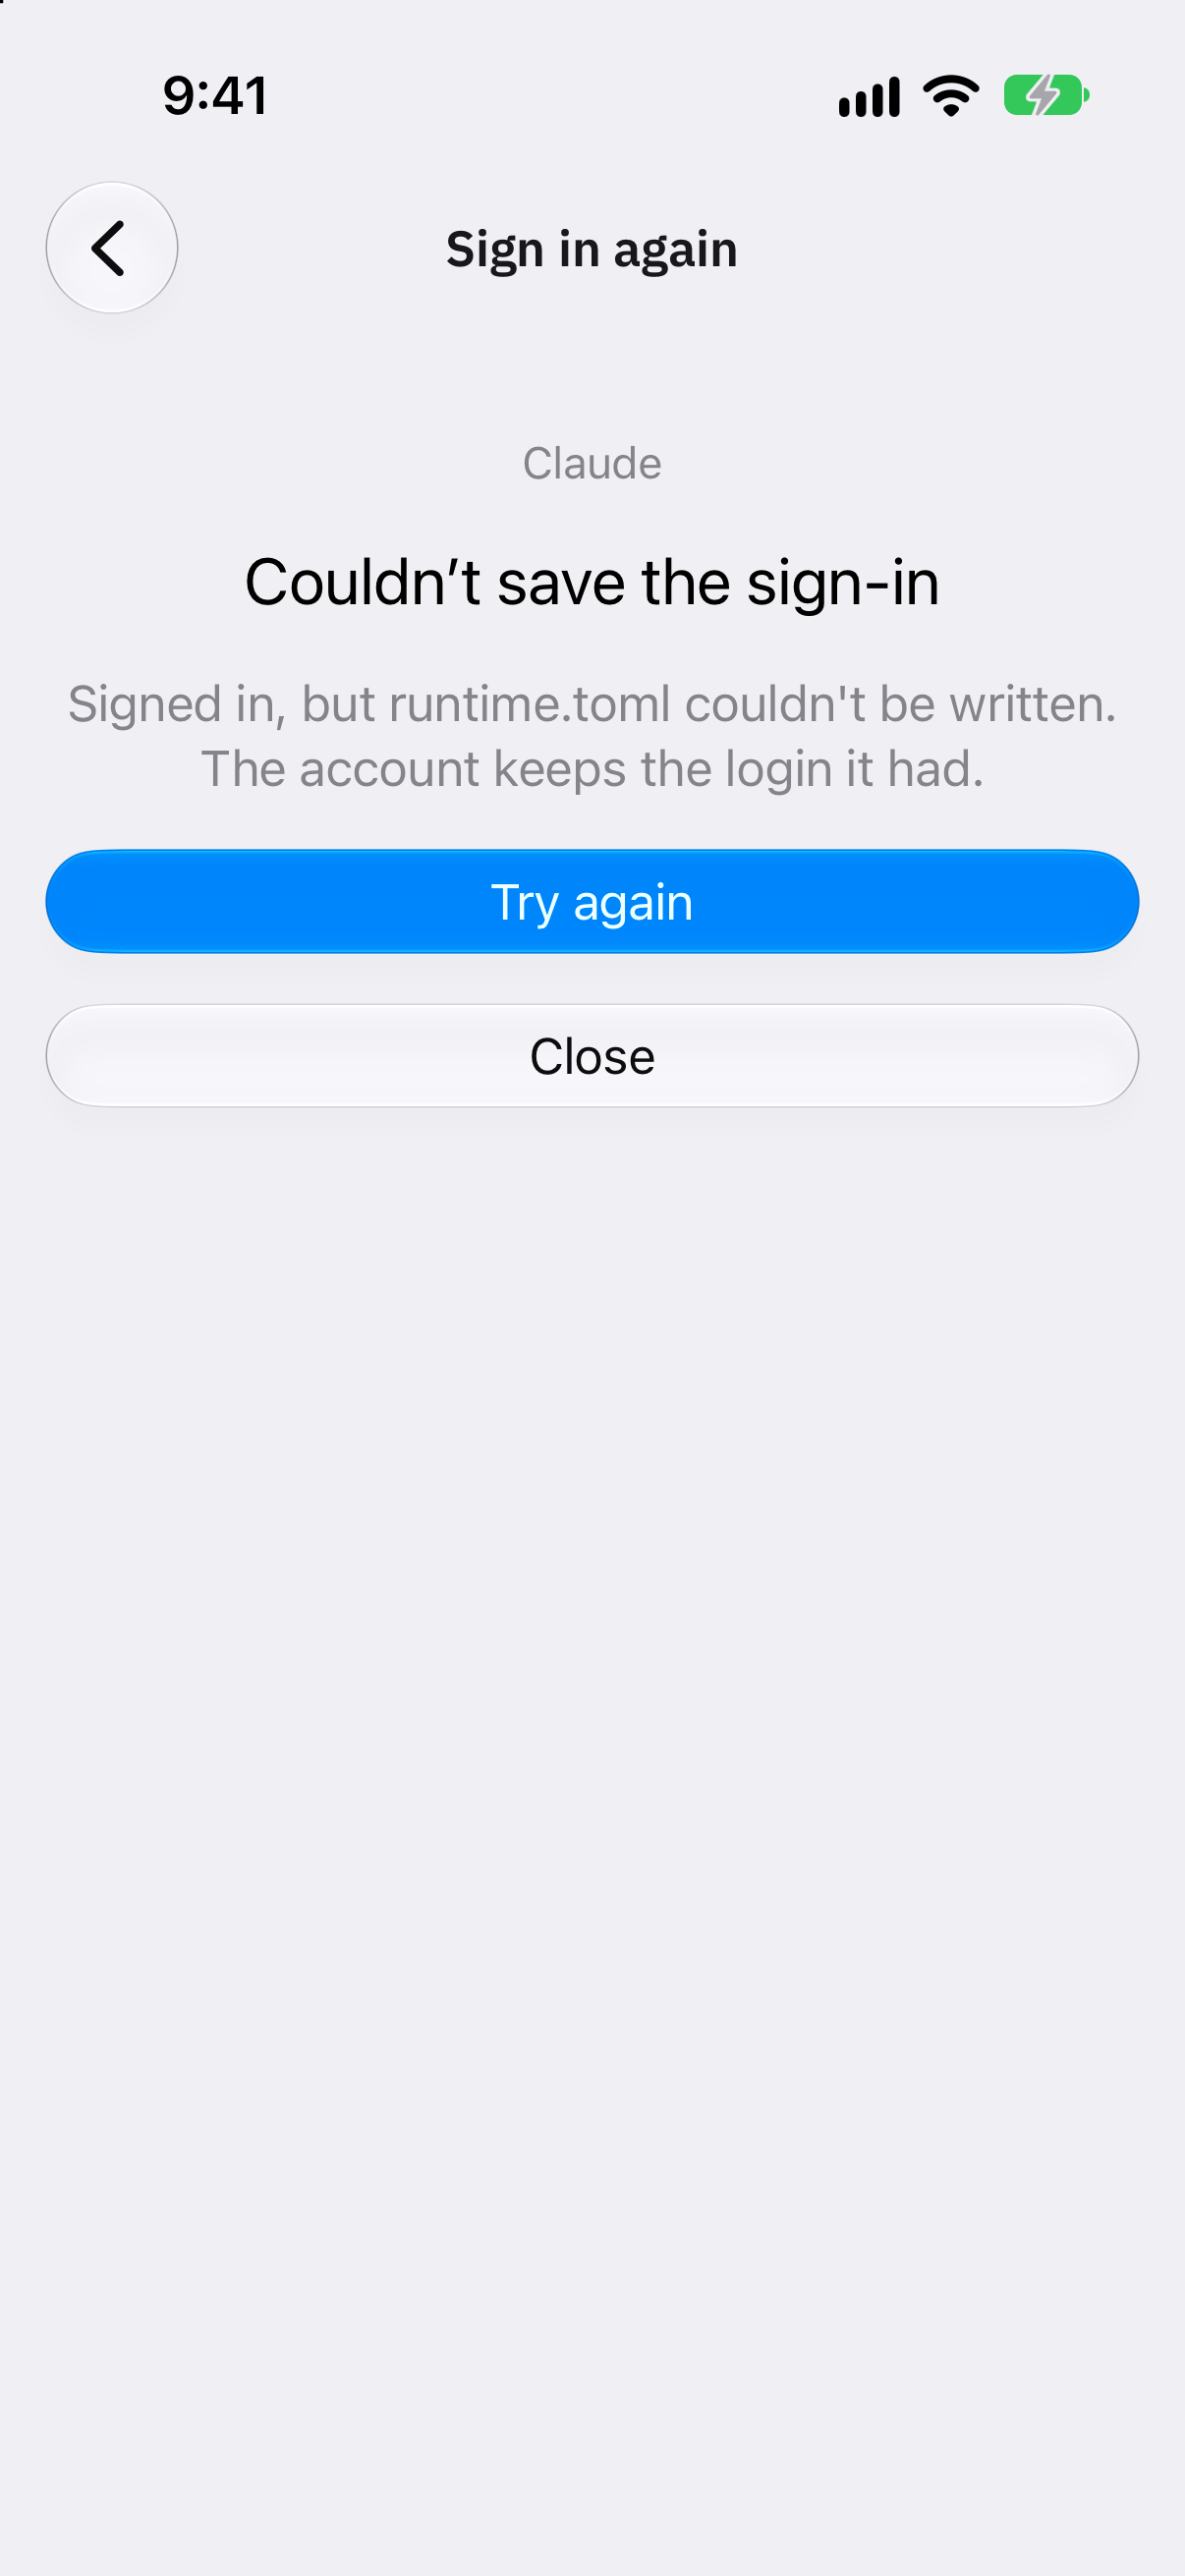 9:41
Sign in again
Claude
Couldn’t save the sign-in
Signed in, but runtime.toml couldn't be written.
The account keeps the login it had.
Try again
Close